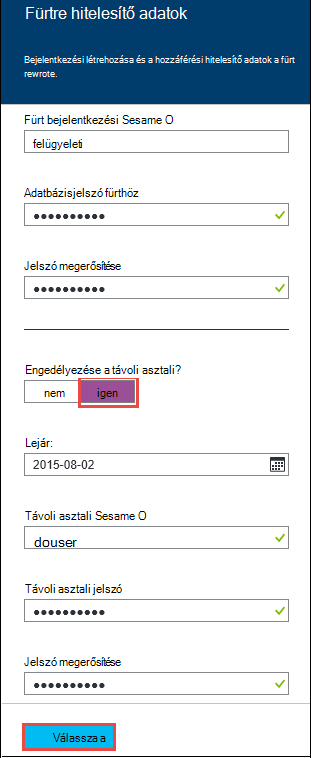 Fürtre hitelesítő adatok
Bejelentkezési létrehozása és a hozzáférési hitelesítő adatok a fürt
rewrote.
Fürt bejelentkezési Sesame O
felügyeleti
Adatbázisjelszó fürthöz
●●●●●●●●●●
Jelszó megerősítése
●●●●●●●●●●
Engedélyezése a távoli asztali?
nem igen
Lejár:
2015-08-02
Távoli asztali Sesame O
douser
Távoli asztali jelszó
●●●●●●●●●●
Jelszó megerősítése
●●●●●●●●●●
Válassza a